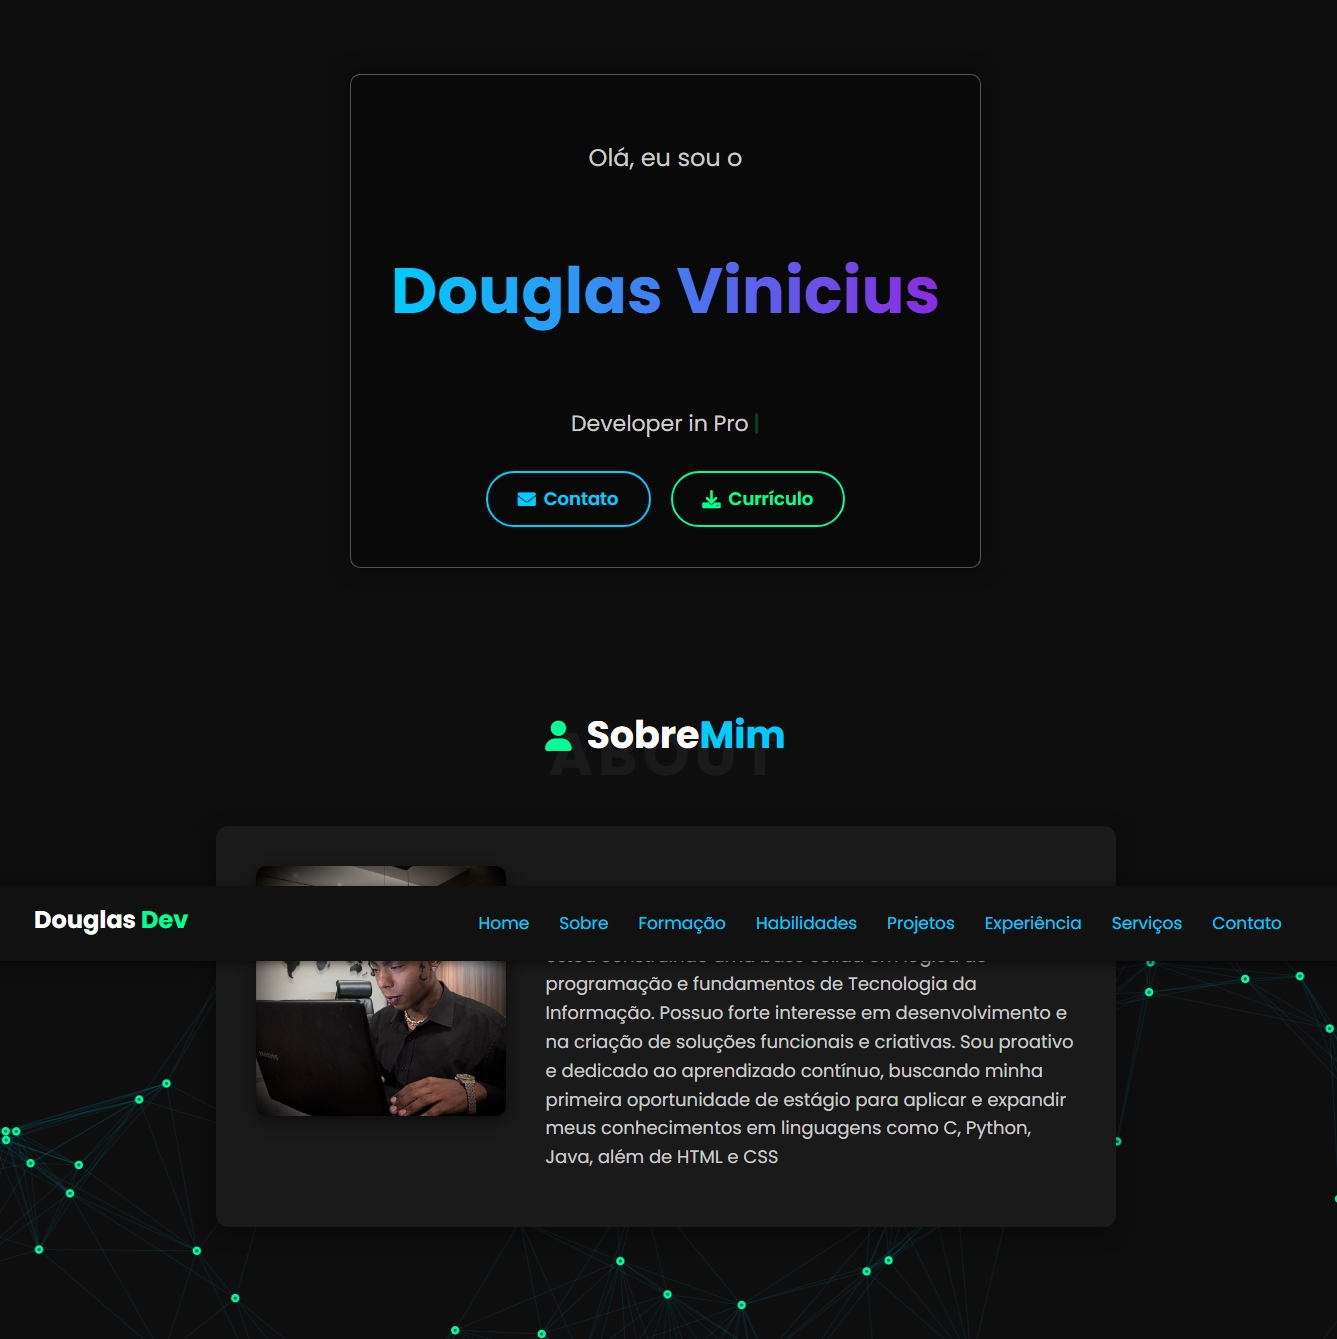 Olá, eu sou o
Douglas Vinicius
Developer in Pro
Contato
Currículo
SobreMim
ABOUT
Douglas Dev
Home
Sobre
Formação
Habilidades
Projetos
Experiência
Serviços
Contato
programação e fundamentos de Tecnologia da
Informação. Possuo forte interesse em desenvolvimento e
na criação de soluções funcionais e criativas. Sou proativo
e dedicado ao aprendizado contínuo, buscando minha
primeira oportunidade de estágio para aplicar e expandir
meus conhecimentos em linguagens como C, Python,
Java, além de HTML e CSS